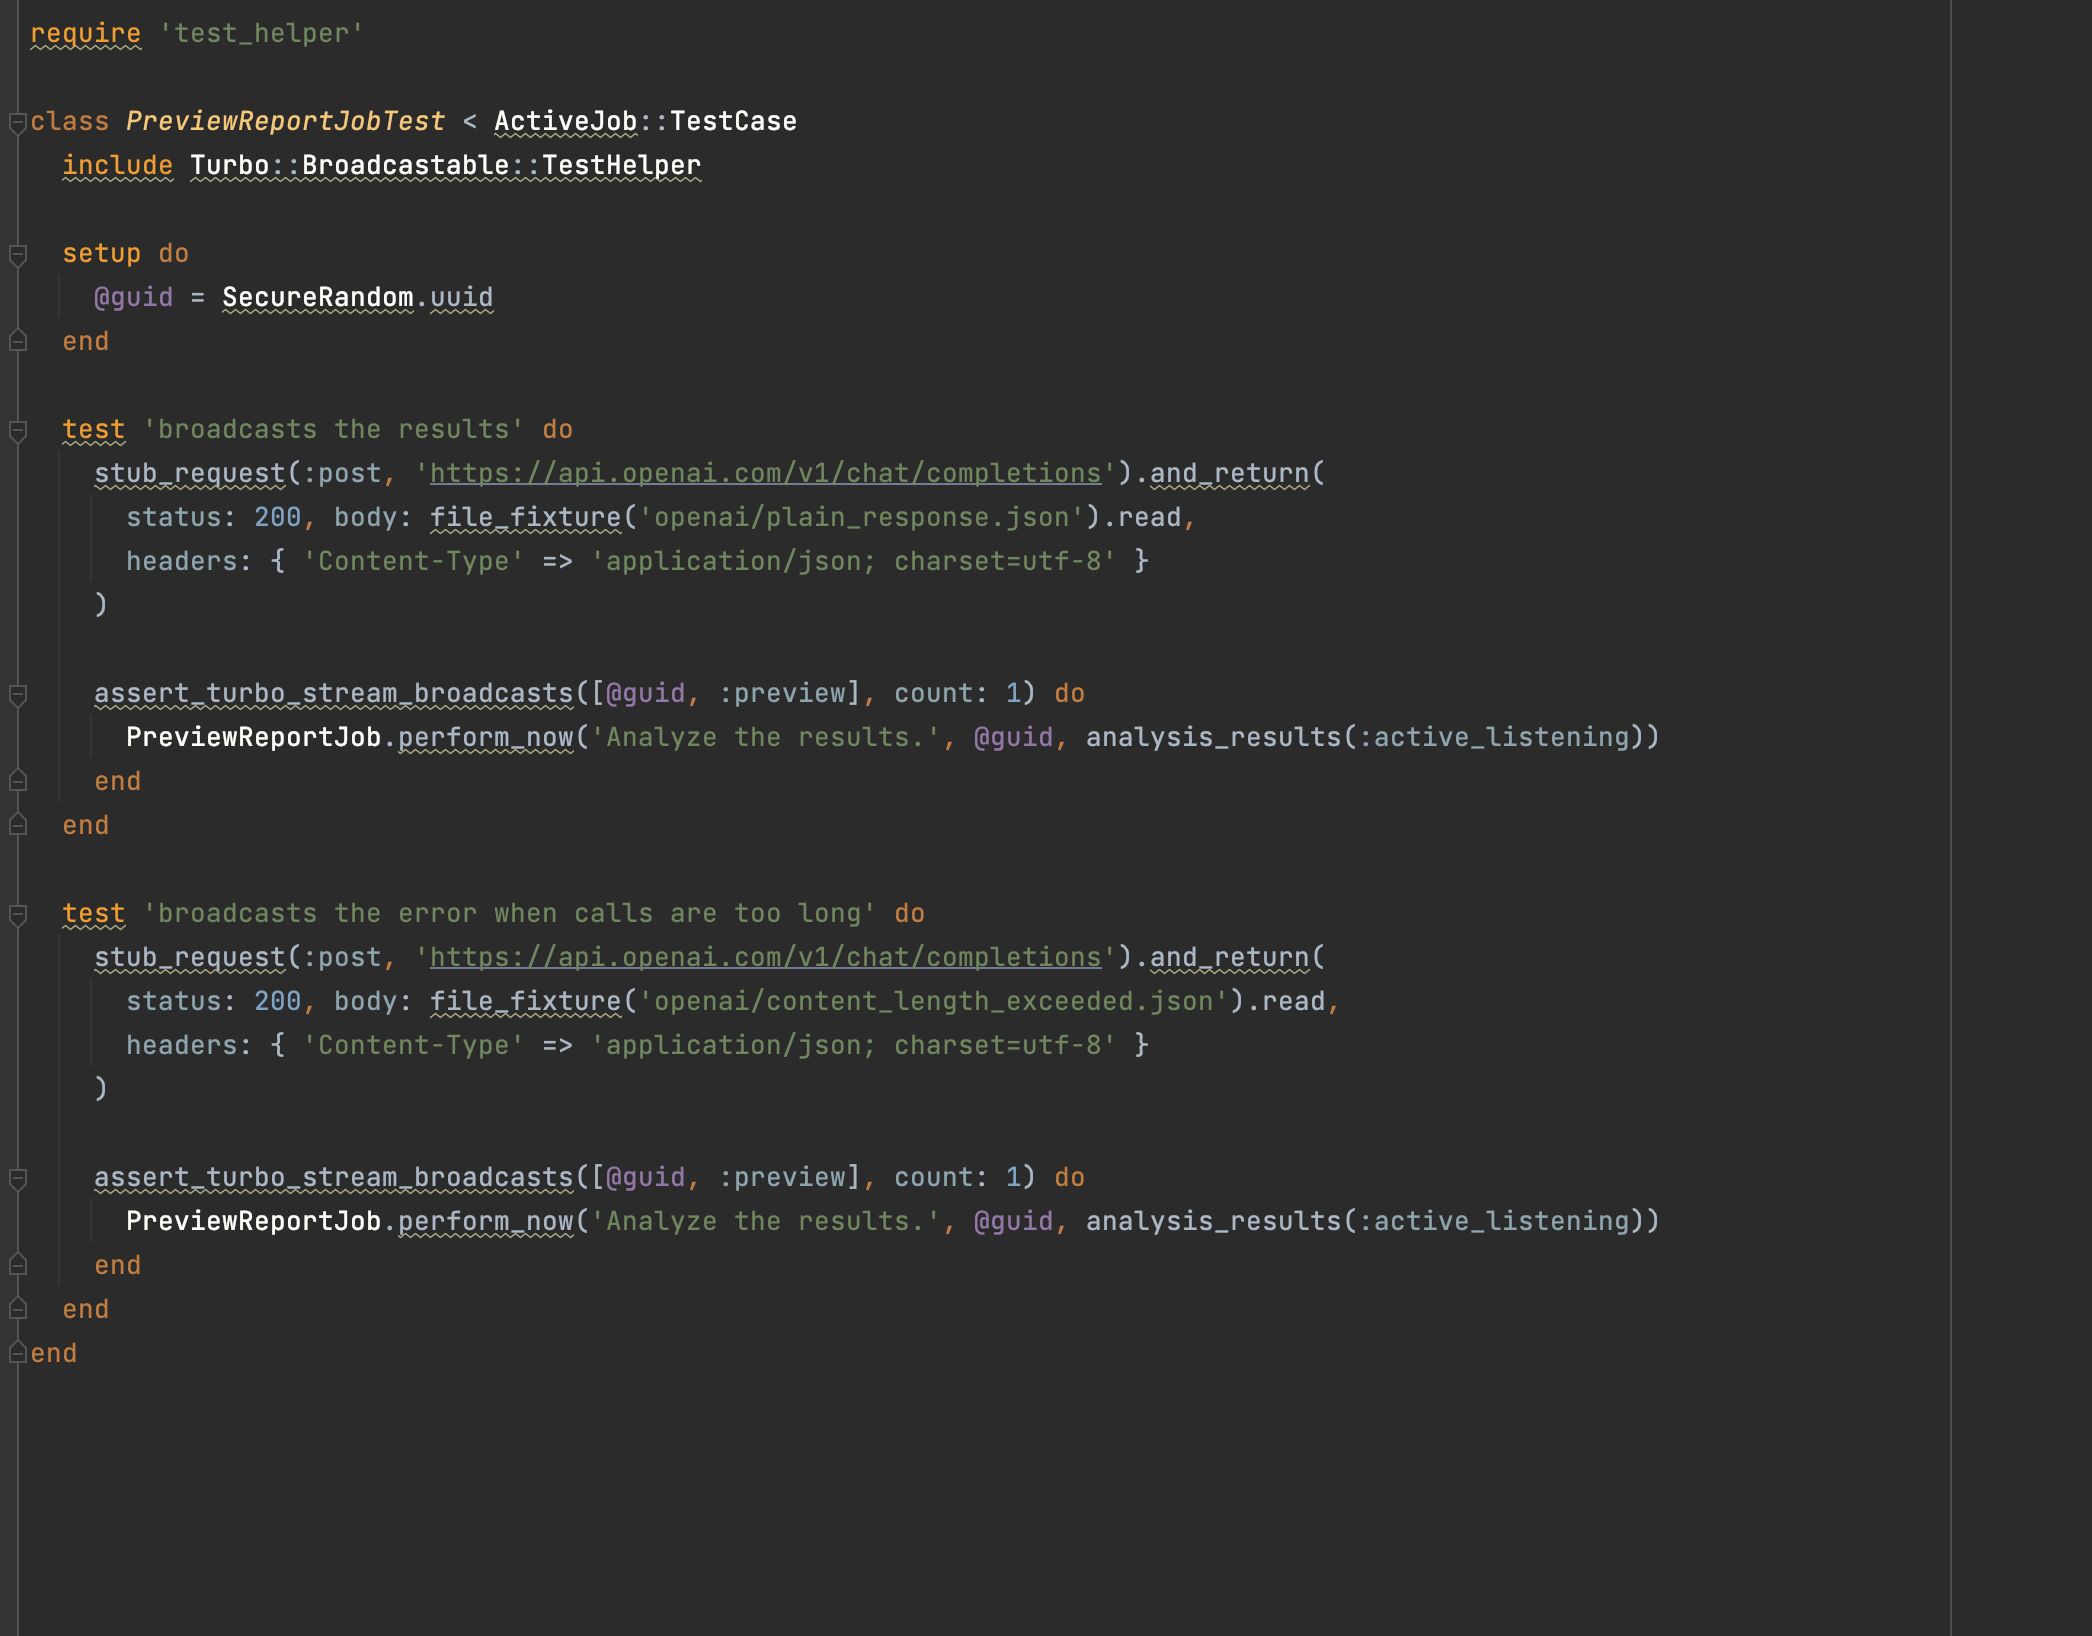 require 'test_helper'

class PreviewReportJobTest < ActiveJob::TestCase
  include Turbo::Broadcastable::TestHelper

  setup do
    @guid = SecureRandom.uuid
  end

  test 'broadcasts the results' do
    stub_request(:post, 'https://api.openai.com/v1/chat/completions').and_return(
      status: 200, body: file_fixture('openai/plain_response.json').read,
      headers: { 'Content-Type' => 'application/json; charset=utf-8' }
    )

    assert_turbo_stream_broadcasts([@guid, :preview], count: 1) do
      PreviewReportJob.perform_now('Analyze the results.', @guid, analysis_results(:active_listening))
    end
  end

  test 'broadcasts the error when calls are too long' do
    stub_request(:post, 'https://api.openai.com/v1/chat/completions').and_return(
      status: 200, body: file_fixture('openai/content_length_exceeded.json').read,
      headers: { 'Content-Type' => 'application/json; charset=utf-8' }
    )

    assert_turbo_stream_broadcasts([@guid, :preview], count: 1) do
      PreviewReportJob.perform_now('Analyze the results.', @guid, analysis_results(:active_listening))
    end
  end
end